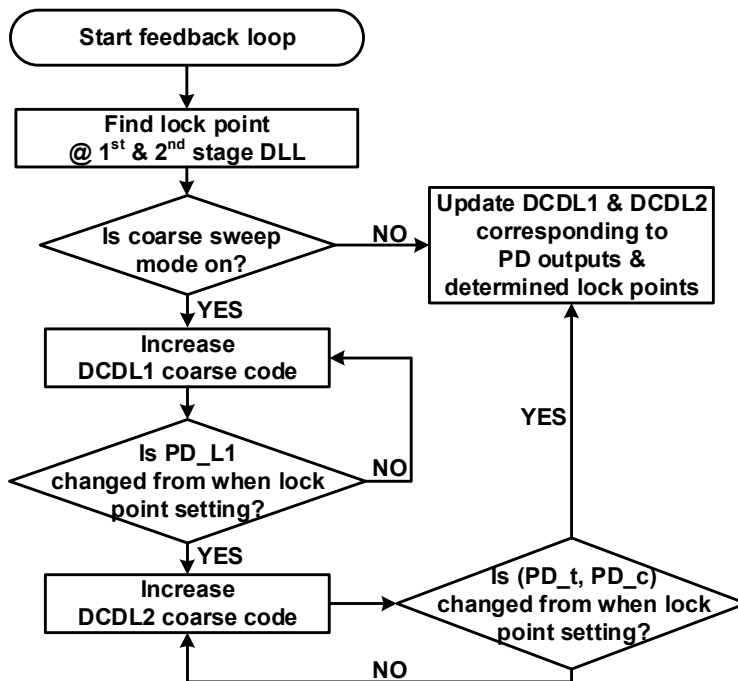 Start feedback loop
Find lock point
@ 1st & 2nd stage DLL
Is coarse sweep
mode on?
NO
Update DCDL1 & DCDL2
corresponding to
PD outputs &
determined lock points
YES
Increase
DCDL1 coarse code
Is PD_L1
changed from when lock
point setting?
NO
YES
Increase
DCDL2 coarse code
Is (PD_t, PD_c)
changed from when lock
point setting?
YES
NO